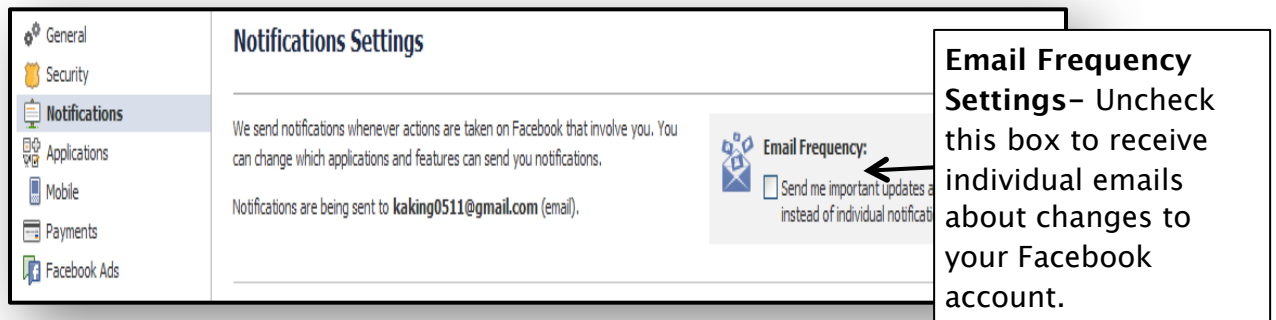 General
Security
Notifications
Applications
Mobile
Payments
Facebook Ads
Notifications Settings
We send notifications whenever actions are taken on Facebook that involve you. You
can change which applications and features can send you notifications.
Notifications are being sent to kaking0511@gmail.com (email).
Email Frequency:
Send me important updates a
instead of individual notificati
Email Frequency
Settings– Uncheck
this box to receive
individual emails
about changes to
your Facebook
account.